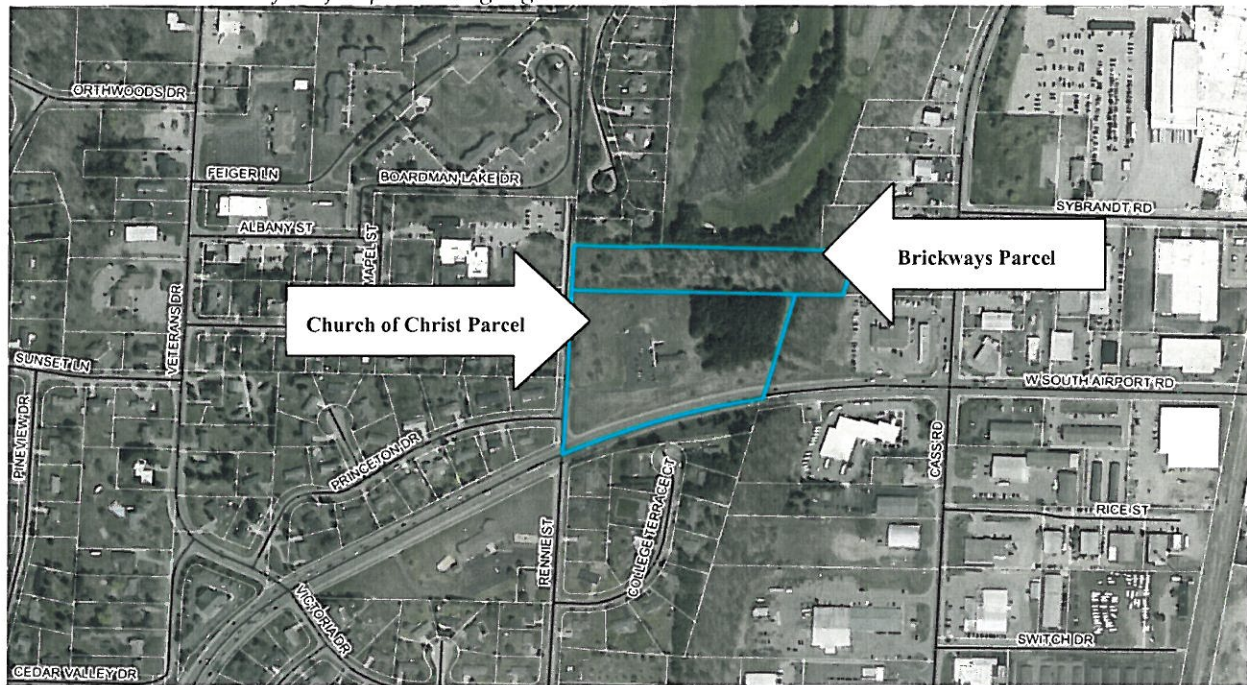 ORTHWOODS DR
FEIGER LN
BOARDMAN LAKE DR
ALBANY ST
MAPEL ST
SYBRANDT RD
Brickways Parcel
Church of Christ Parcel
VETERANS DR
SUNSET LN
PINEVIEW DR
W SOUTH AIRPORT RD
PRINCETON DR
CASS RD
COLLEGE TERRACE CT
RENNIE ST
RICE ST
VICTORIA DR
SWITCH DR
CEDAR VALLEY DR